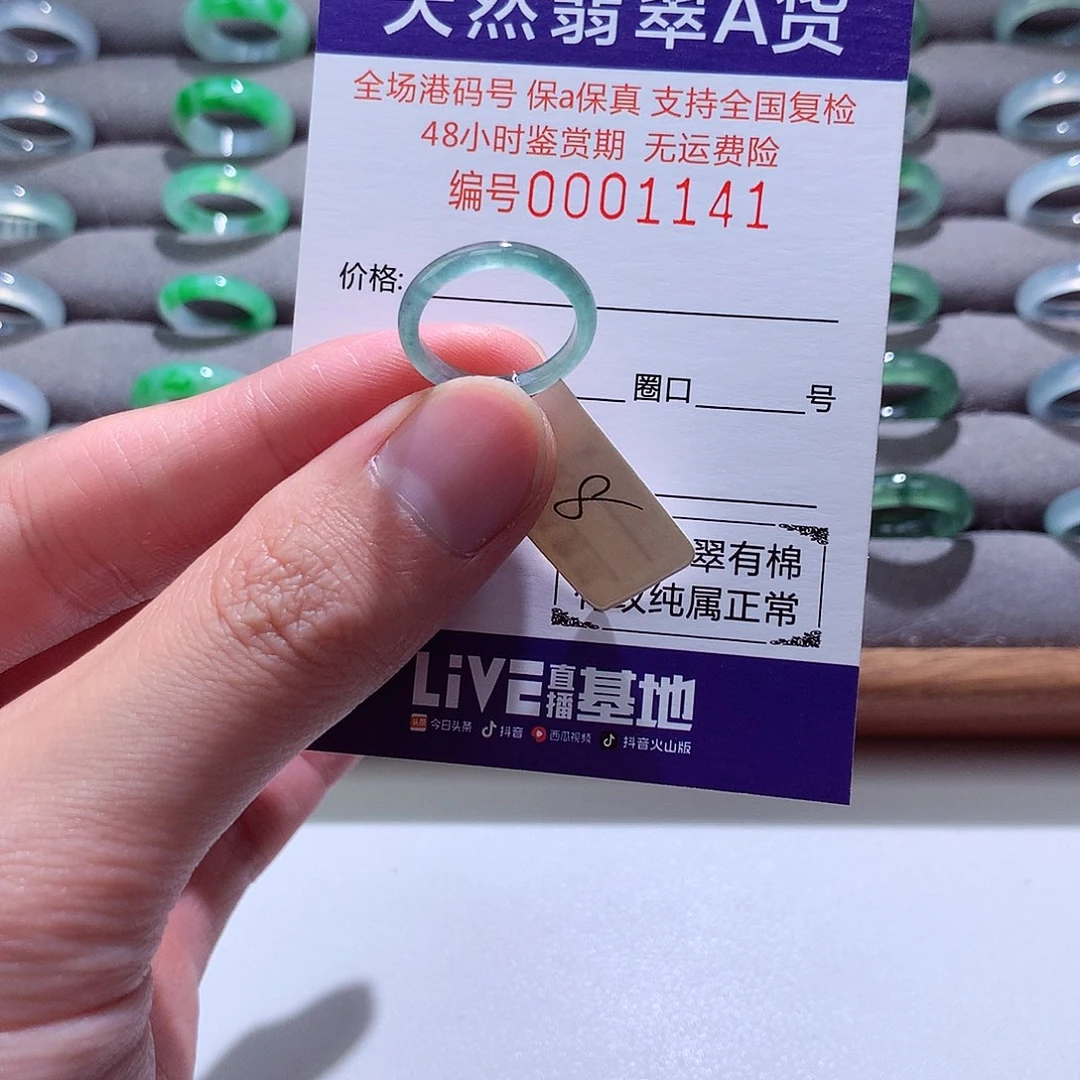 天然翡翠A货
全场港码号 保a保真 支持全国复检
48小时鉴赏期 无运费险
编号0001141
价格:
圈口 号
8
翠有棉
纹纯属正常
LiVE直播基地
头条 今日头条 抖音 西瓜视频 抖音火山版